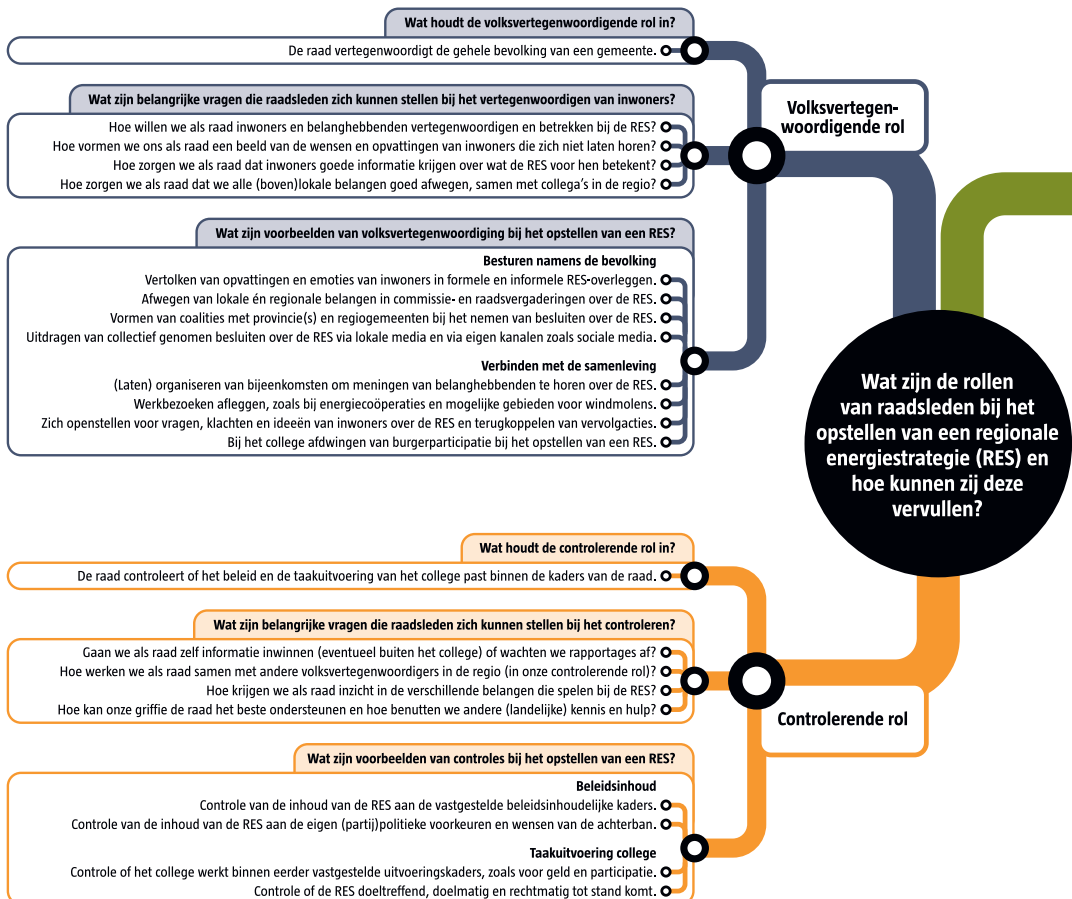 Wat houdt de volksvertegenwoordigende rol in?
De raad vertegenwoordigt de gehele bevolking van een gemeente.
Wat zijn belangrijke vragen die raadsleden zich kunnen stellen bij het vertegenwoordigen van inwoners?
Hoe willen we als raad inwoners en belanghebbenden vertegenwoordigen en betrekken bij de RES?
Hoe vormen we ons als raad een beeld van de wensen en opvattingen van inwoners die zich niet laten horen?
Hoe zorgen we als raad dat inwoners goede informatie krijgen over wat de RES voor hen betekent?
Hoe zorgen we als raad dat we alle (boven)lokale belangen goed afwegen, samen met collega's in de regio?
Wat zijn voorbeelden van volksvertegenwoordiging bij het opstellen van een RES?
Besturen namens de bevolking
Vertolken van opvattingen en emoties van inwoners in formele en informele RES-overleggen.
Afwegen van lokale én regionale belangen in commissie- en raadsvergaderingen over de RES.
Vormen van coalities met provincie(s) en regiogemeenten bij het nemen van besluiten over de RES.
Uitdragen van collectief genomen besluiten over de RES via lokale media en via eigen kanalen zoals sociale media.
Verbinden met de samenleving
(Laten) organiseren van bijeenkomsten om meningen van belanghebbenden te horen over de RES.
Werkbezoeken afleggen, zoals bij energiecoöperaties en mogelijke gebieden voor windmolens.
Zich openstellen voor vragen, klachten en ideeën van inwoners over de RES en terugkoppelen van vervolgacties.
Bij het college afdwingen van burgerparticipatie bij het opstellen van een RES.
Volksvertegen-
woordigende rol
Wat zijn de rollen
van raadsleden bij het
opstellen van een regionale
energiestrategie (RES) en
hoe kunnen zij deze
vervullen?
Wat houdt de controlerende rol in?
De raad controleert of het beleid en de taakuitvoering van het college past binnen de kaders van de raad.
Wat zijn belangrijke vragen die raadsleden zich kunnen stellen bij het controleren?
Gaan we als raad zelf informatie inwinnen (eventueel buiten het college) of wachten we rapportages af?
Hoe werken we als raad samen met andere volksvertegenwoordigers in de regio (in onze controlerende rol)?
Hoe krijgen we als raad inzicht in de verschillende belangen die spelen bij de RES?
Hoe kan onze griffie de raad het beste ondersteunen en hoe benutten we andere (landelijke) kennis en hulp?
Wat zijn voorbeelden van controles bij het opstellen van een RES?
Beleidsinhoud
Controle van de inhoud van de RES aan de vastgestelde beleidsinhoudelijke kaders.
Controle van de inhoud van de RES aan de eigen (partij)politieke voorkeuren en wensen van de achterban.
Taakuitvoering college
Controle of het college werkt binnen eerder vastgestelde uitvoeringskaders, zoals voor geld en participatie.
Controle of de RES doeltreffend, doelmatig en rechtmatig tot stand komt.
Controlerende rol